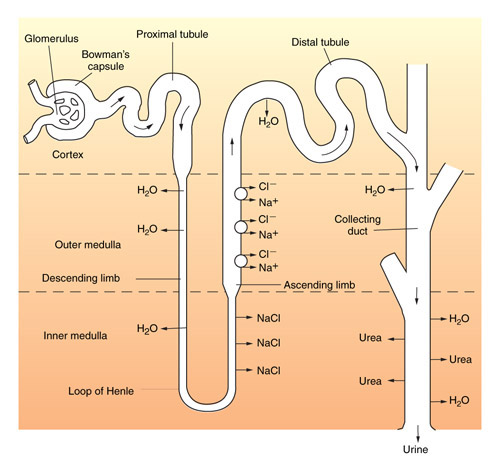 Proximal tubule
Glomerulus
Distal tubule
Bowman's
capsule
H₂O
Cortex
H₂O
Cl⁻
Na⁺
H₂O
H₂O
Cl⁻
Na⁺
Collecting
duct
Outer medulla
Cl⁻
Na⁺
Descending limb
Ascending limb
NaCl
H₂O
Inner medulla
H₂O
Urea
NaCl
Urea
NaCl
Urea
Loop of Henle
H₂O
Urine